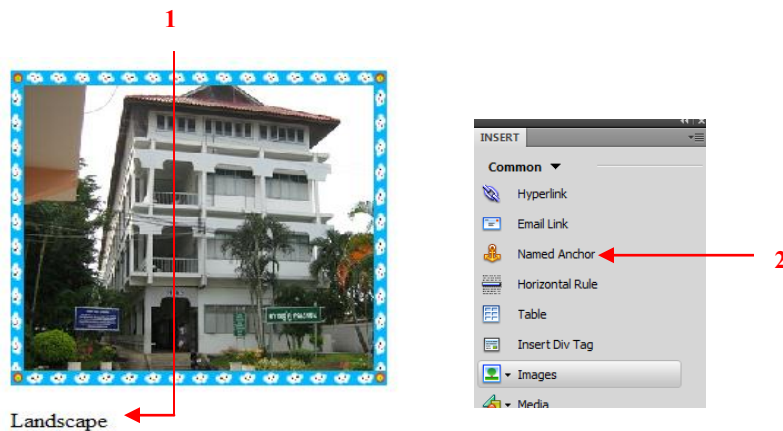 1
INSERT
Common
Hyperlink
Email Link
Named Anchor
2
Horizontal Rule
Table
Insert Div Tag
Images
Media
Landscape